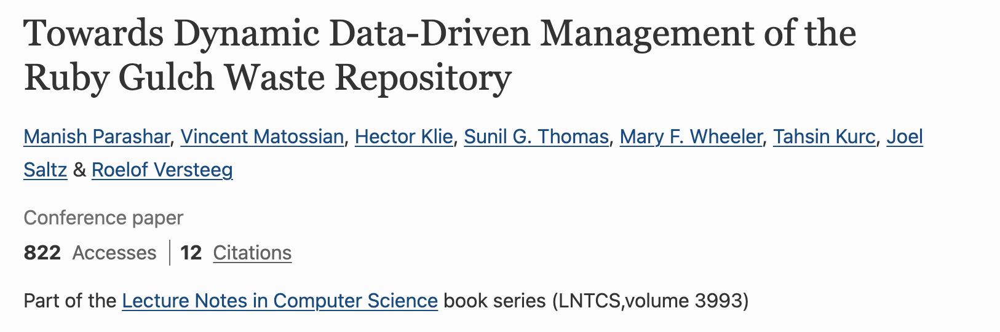 Towards Dynamic Data-Driven Management of the
Ruby Gulch Waste Repository
Manish Parashar, Vincent Matossian, Hector Klie, Sunil G. Thomas, Mary F. Wheeler, Tahsin Kurc, Joel
Saltz & Roelof Versteeg
Conference paper
822 Accesses | 12 Citations
Part of the Lecture Notes in Computer Science book series (LNTCS,volume 3993)